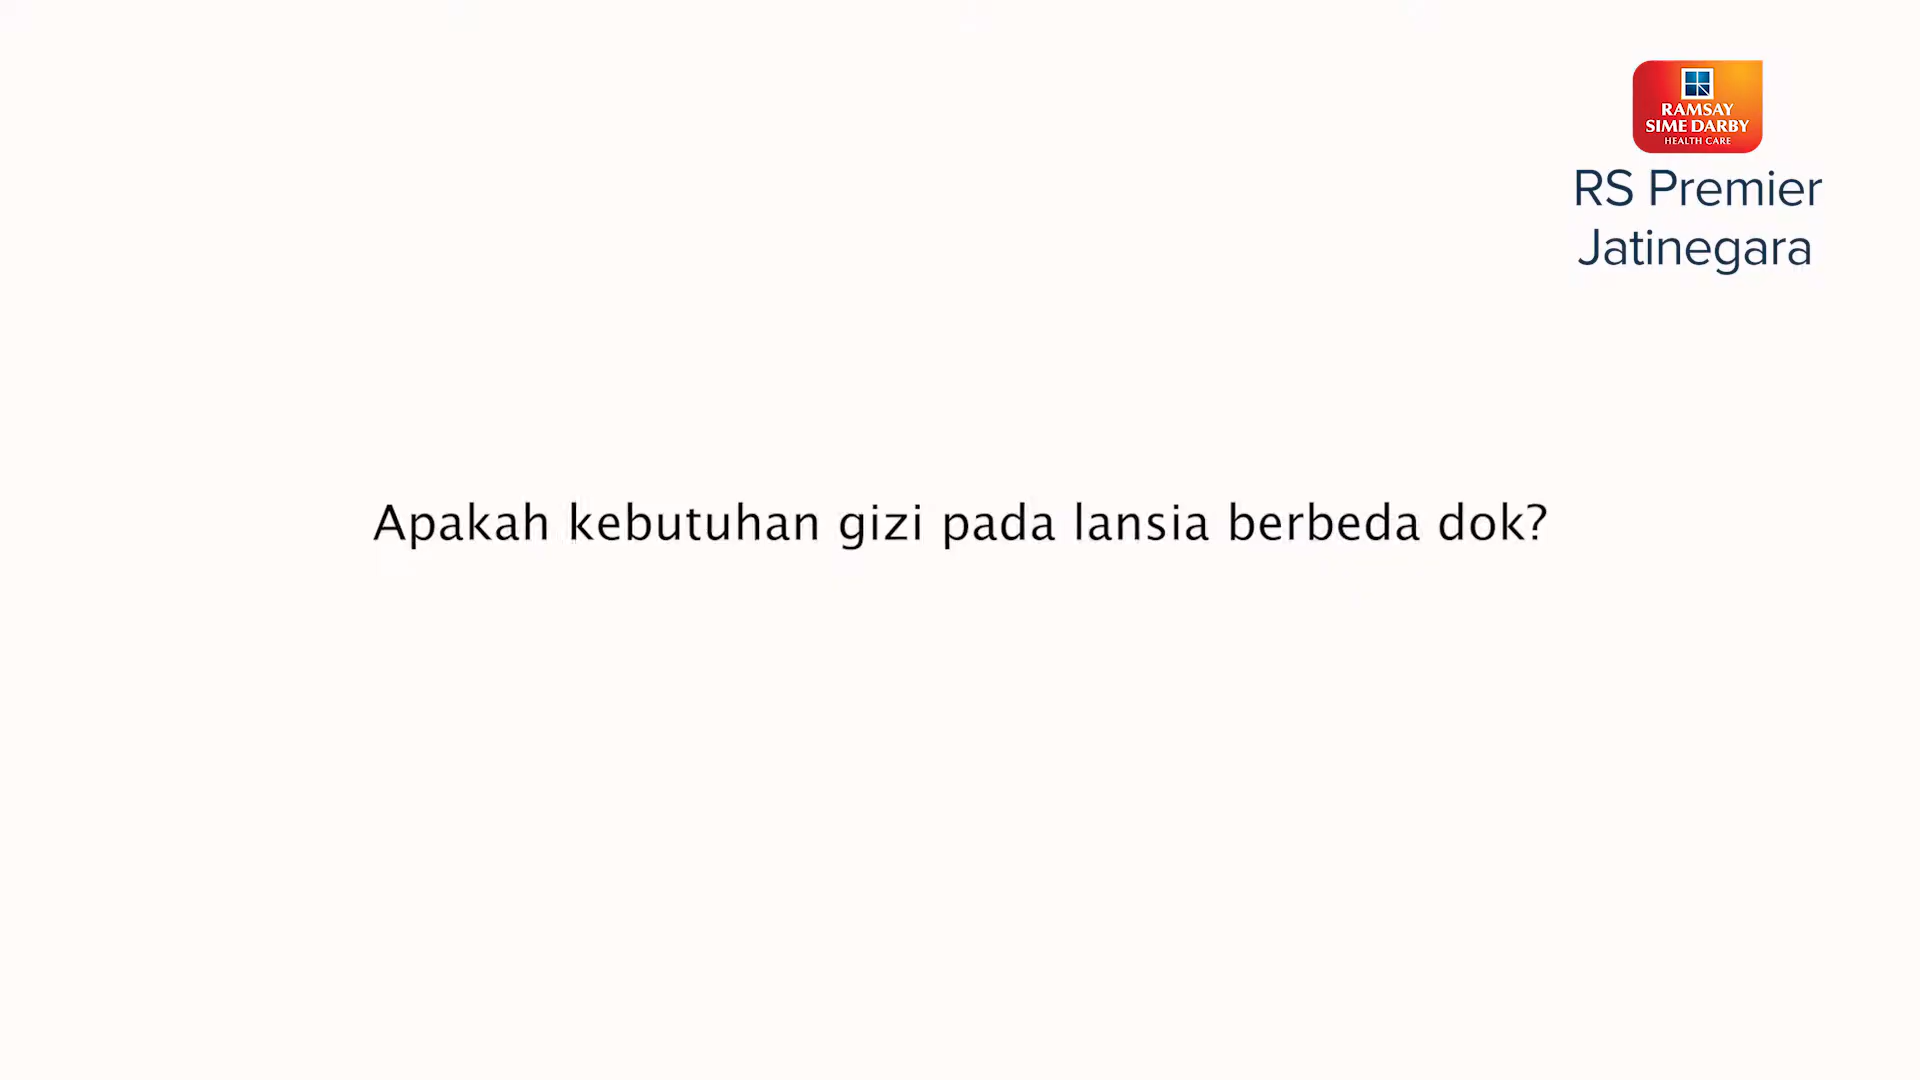 RAMSAY
SIME DARBY
HEALTH CARE
RS Premier
Jatinegara
Apakah kebutuhan gizi pada lansia berbeda dok?